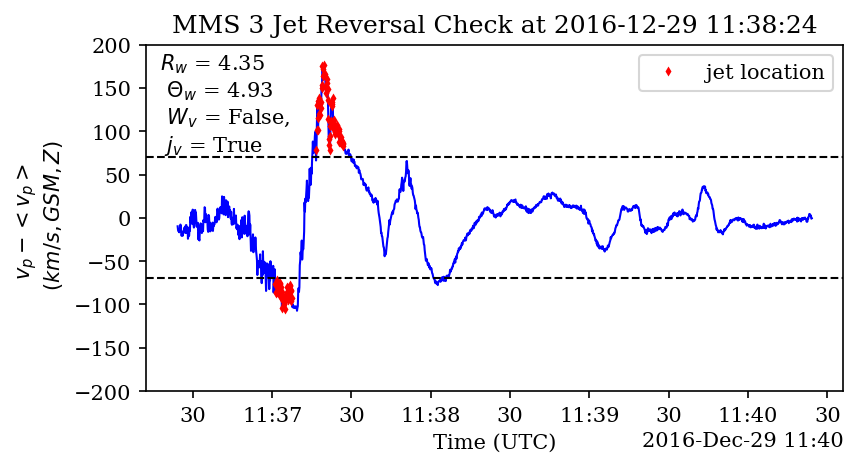 MMS 3 Jet Reversal Check at 2016-12-29 11:38:24
R_w = 4.35
Θ_w = 4.93
W_v = False,
j_v = True
jet location
200
150
100
50
0
−50
−100
−150
−200
v_p − < v_p >
(km/s, GSM, Z)
30 11:37 30 11:38 30 11:39 30 11:40 30
Time (UTC)
2016-Dec-29 11:40